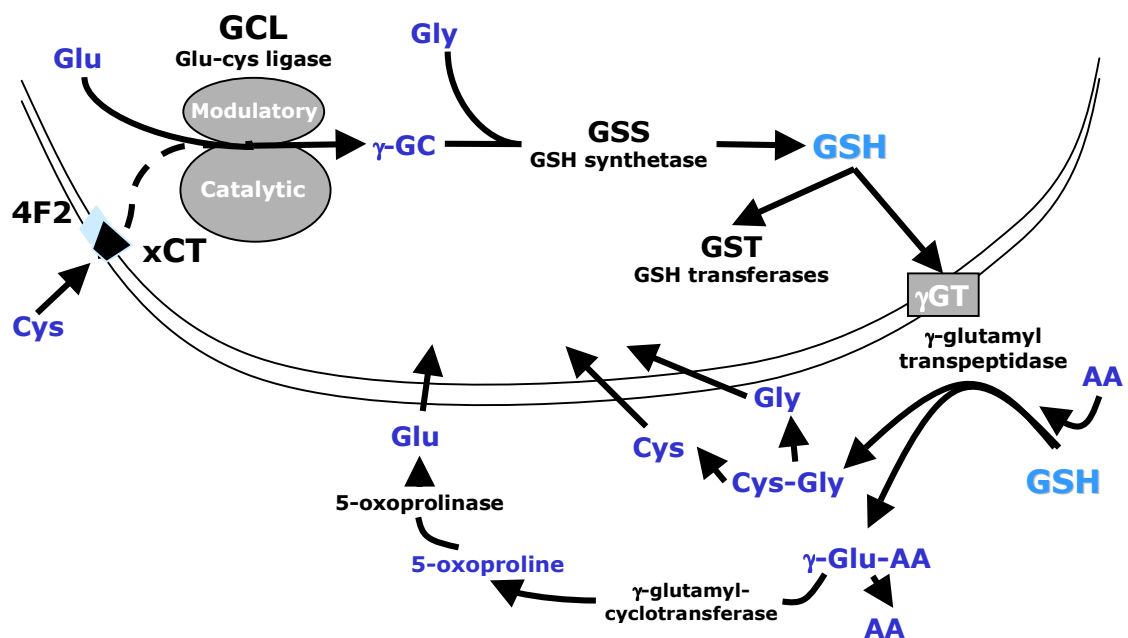 GCL
Glu-cys ligase
Glu
Gly
Modulatory
γ-GC
GSS
GSH synthetase
GSH
Catalytic
4F2
xCT
Cys
GST
GSH transferases
γGT
γ-glutamyl
transpeptidase
AA
Gly
Glu
Cys
Cys-Gly
GSH
5-oxoprolinase
5-oxoproline
γ-Glu-AA
γ-glutamyl-
cyclotransferase
AA